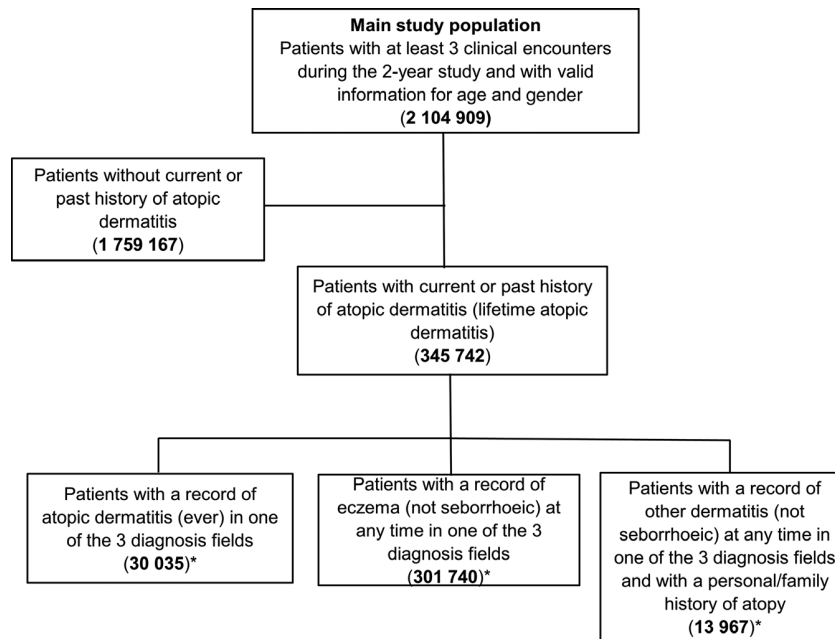 Main study population
Patients with at least 3 clinical encounters
during the 2-year study and with valid
information for age and gender
(2 104 909)
Patients without current or
past history of atopic
dermatitis
(1 759 167)
Patients with current or past history
of atopic dermatitis (lifetime atopic
dermatitis)
(345 742)
Patients with a record of
atopic dermatitis (ever) in one
of the 3 diagnosis fields
(30 035)*
Patients with a record of
eczema (not seborrhoeic) at
any time in one of the 3
diagnosis fields
(301 740)*
Patients with a record of
other dermatitis (not
seborrhoeic) at any time in
one of the 3 diagnosis fields
and with a personal/family
history of atopy
(13 967)*